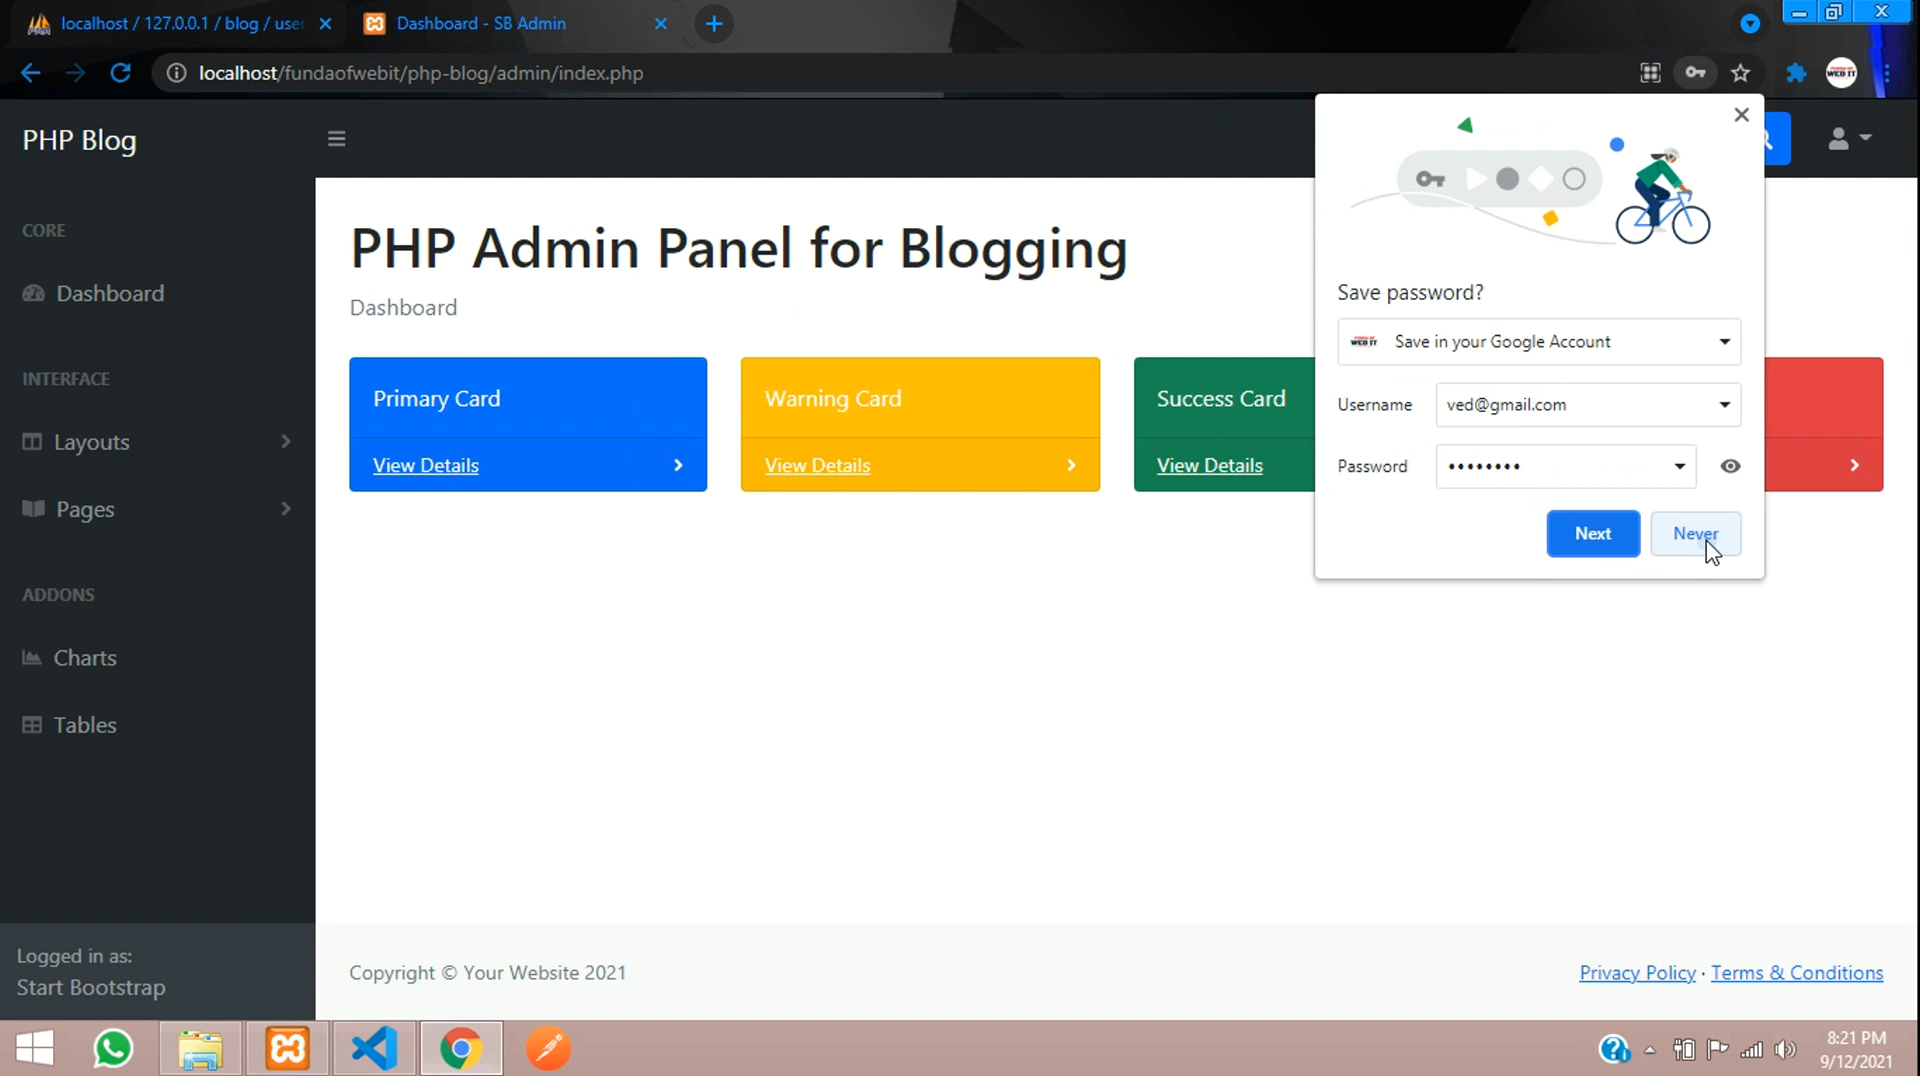 localhost / 127.0.0.1 / blog / user
Dashboard - SB Admin
localhost/fundaofwebit/php-blog/admin/index.php
WEB IT
PHP Blog
CORE
Dashboard
INTERFACE
Layouts
Pages
ADDONS
Charts
Tables
Logged in as:
Start Bootstrap
PHP Admin Panel for Blogging
Dashboard
Primary Card
View Details
Warning Card
View Details
Success Card
View Details
Save password?
WEB IT
Save in your Google Account
Username
ved@gmail.com
Password
••••••••
Next
Never
Copyright © Your Website 2021
Privacy Policy · Terms & Conditions
8:21 PM
9/12/2021